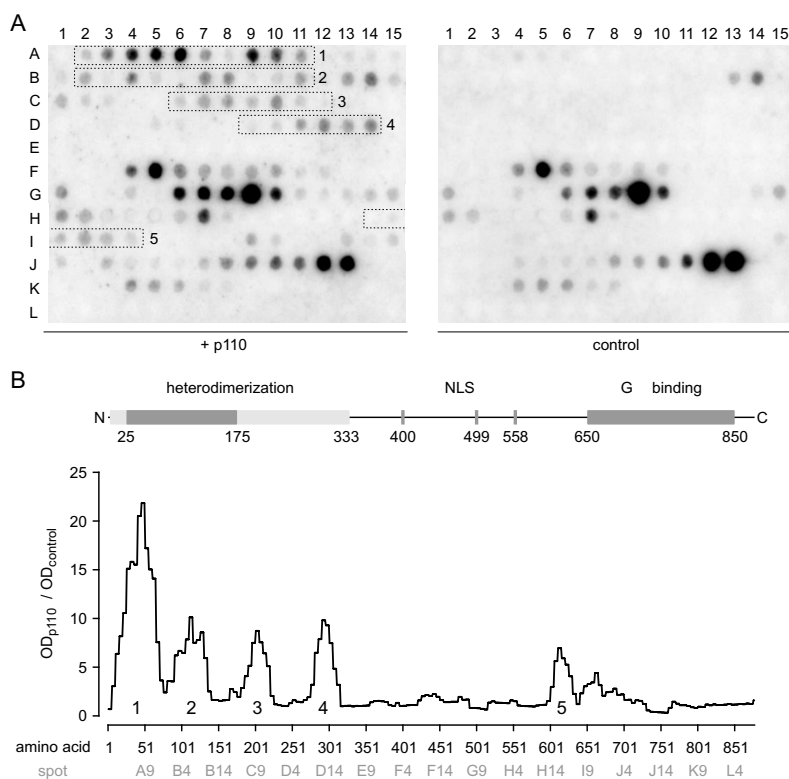 A
1 2 3 4 5 6 7 8 9 10 11 12 13 14 15
1 2 3 4 5 6 7 8 9 10 11 12 13 14 15
A
1
B
2
C
3
D
4
E
F
G
H
I
5
J
K
L
+ p110
control
B
heterodimerization NLS G binding
N C
25 175 333 400 499 558 650 850
OD_p110 / OD_control
25
20
15
10
5
0
1 2 3 4 5
amino acid 1 51 101 151 201 251 301 351 401 451 501 551 601 651 701 751 801 851
spot A9 B4 B14 C9 D4 D14 E9 F4 F14 G9 H4 H14 I9 J4 J14 K9 L4